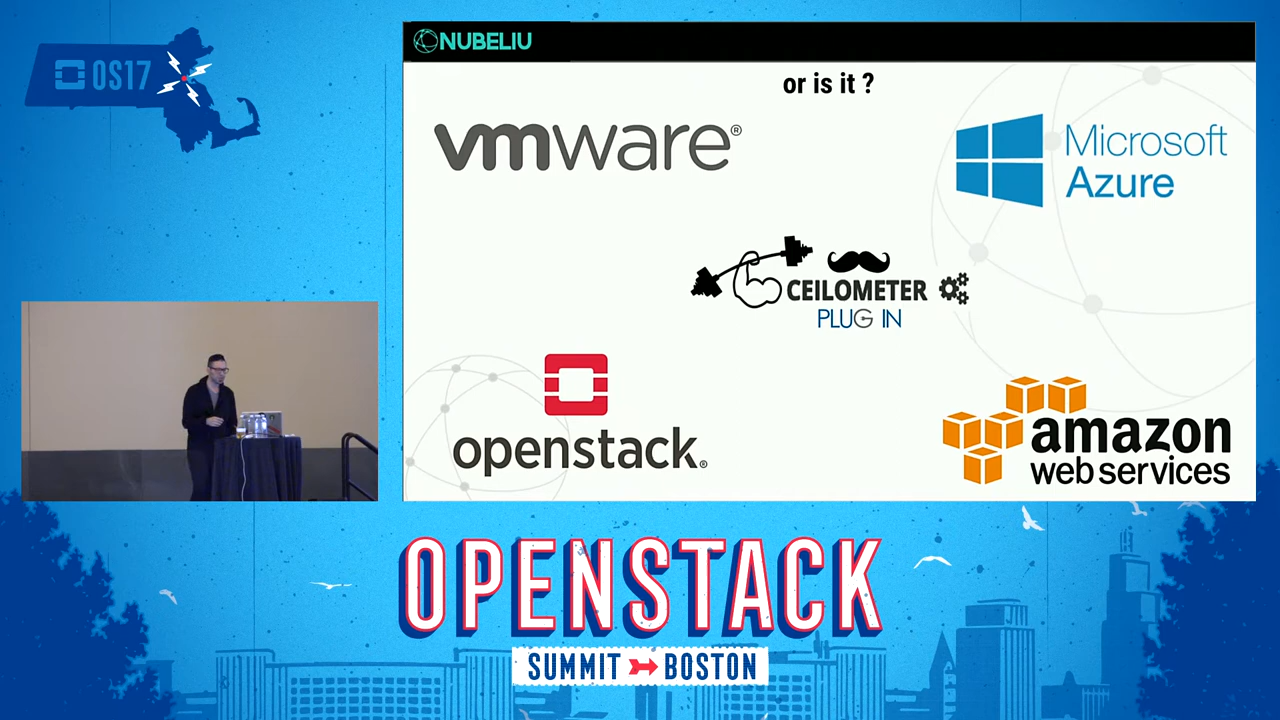 OS17
NUBELIU
or is it ?
vmware®
Microsoft
Azure
CEILOMETER
PLUG IN
openstack®
amazon
web services
OPENSTACK
SUMMIT BOSTON